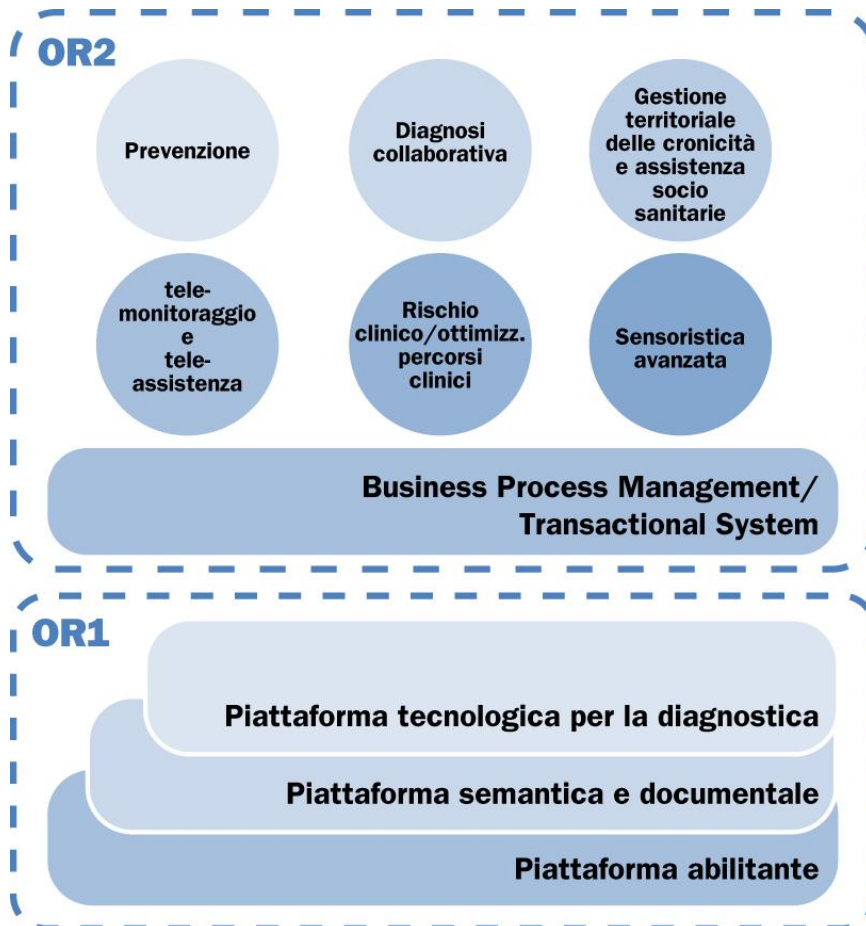 OR2
Prevenzione
Diagnosi
collaborativa
Gestione
territoriale
delle cronicità
e assistenza
socio
sanitarie
tele-
monitoraggio
e
tele-
assistenza
Rischio
clinico/ottimizz.
percorsi
clinici
Sensoristica
avanzata
Business Process Management/
Transactional System
OR1
Piattaforma tecnologica per la diagnostica
Piattaforma semantica e documentale
Piattaforma abilitante